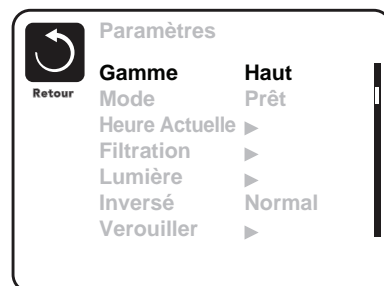 Paramètres
Retour
Gamme Haut
Mode Prêt
Heure Actuelle ▶
Filtration ▶
Lumière ▶
Inversé Normal
Verouiller ▶